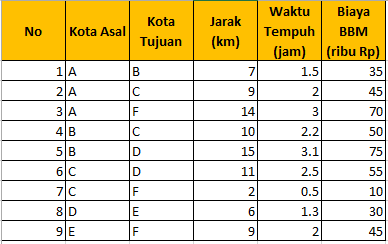 No Kota Asal Kota Tujuan Jarak (km) Waktu Tempuh (jam) Biaya BBM (ribu Rp)
1 A B 7 1.5 35
2 A C 9 2 45
3 A F 14 3 70
4 B C 10 2.2 50
5 B D 15 3.1 75
6 C D 11 2.5 55
7 C F 2 0.5 10
8 D E 6 1.3 30
9 E F 9 2 45